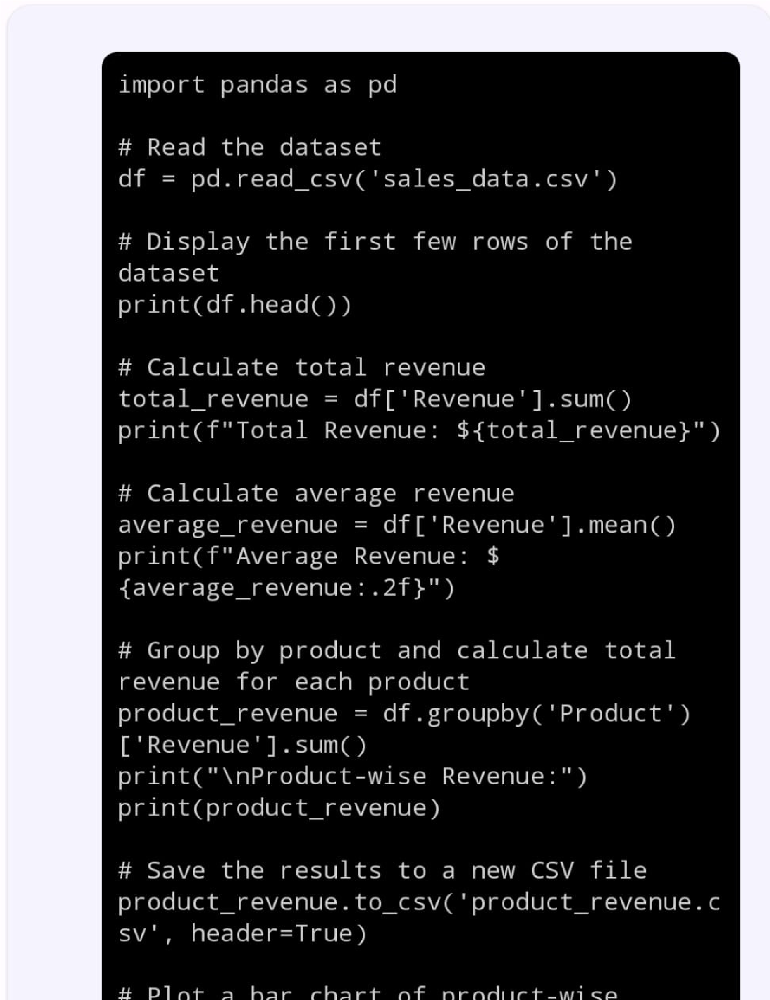 import pandas as pd
# Read the dataset
df = pd.read_csv('sales_data.csv')
# Display the first few rows of the
dataset
print(df.head())
# Calculate total revenue
total_revenue = df['Revenue'].sum()
print(f"Total Revenue: ${total_revenue}")
# Calculate average revenue
average_revenue = df['Revenue'].mean()
print(f"Average Revenue: $
{average_revenue:.2f}")
# Group by product and calculate total
revenue for each product
product_revenue = df.groupby('Product')
['Revenue'].sum()
print("\nProduct-wise Revenue:")
print(product_revenue)
# Save the results to a new CSV file
product_revenue.to_csv('product_revenue.c
sv', header=True)
# Plot a bar chart of product-wise